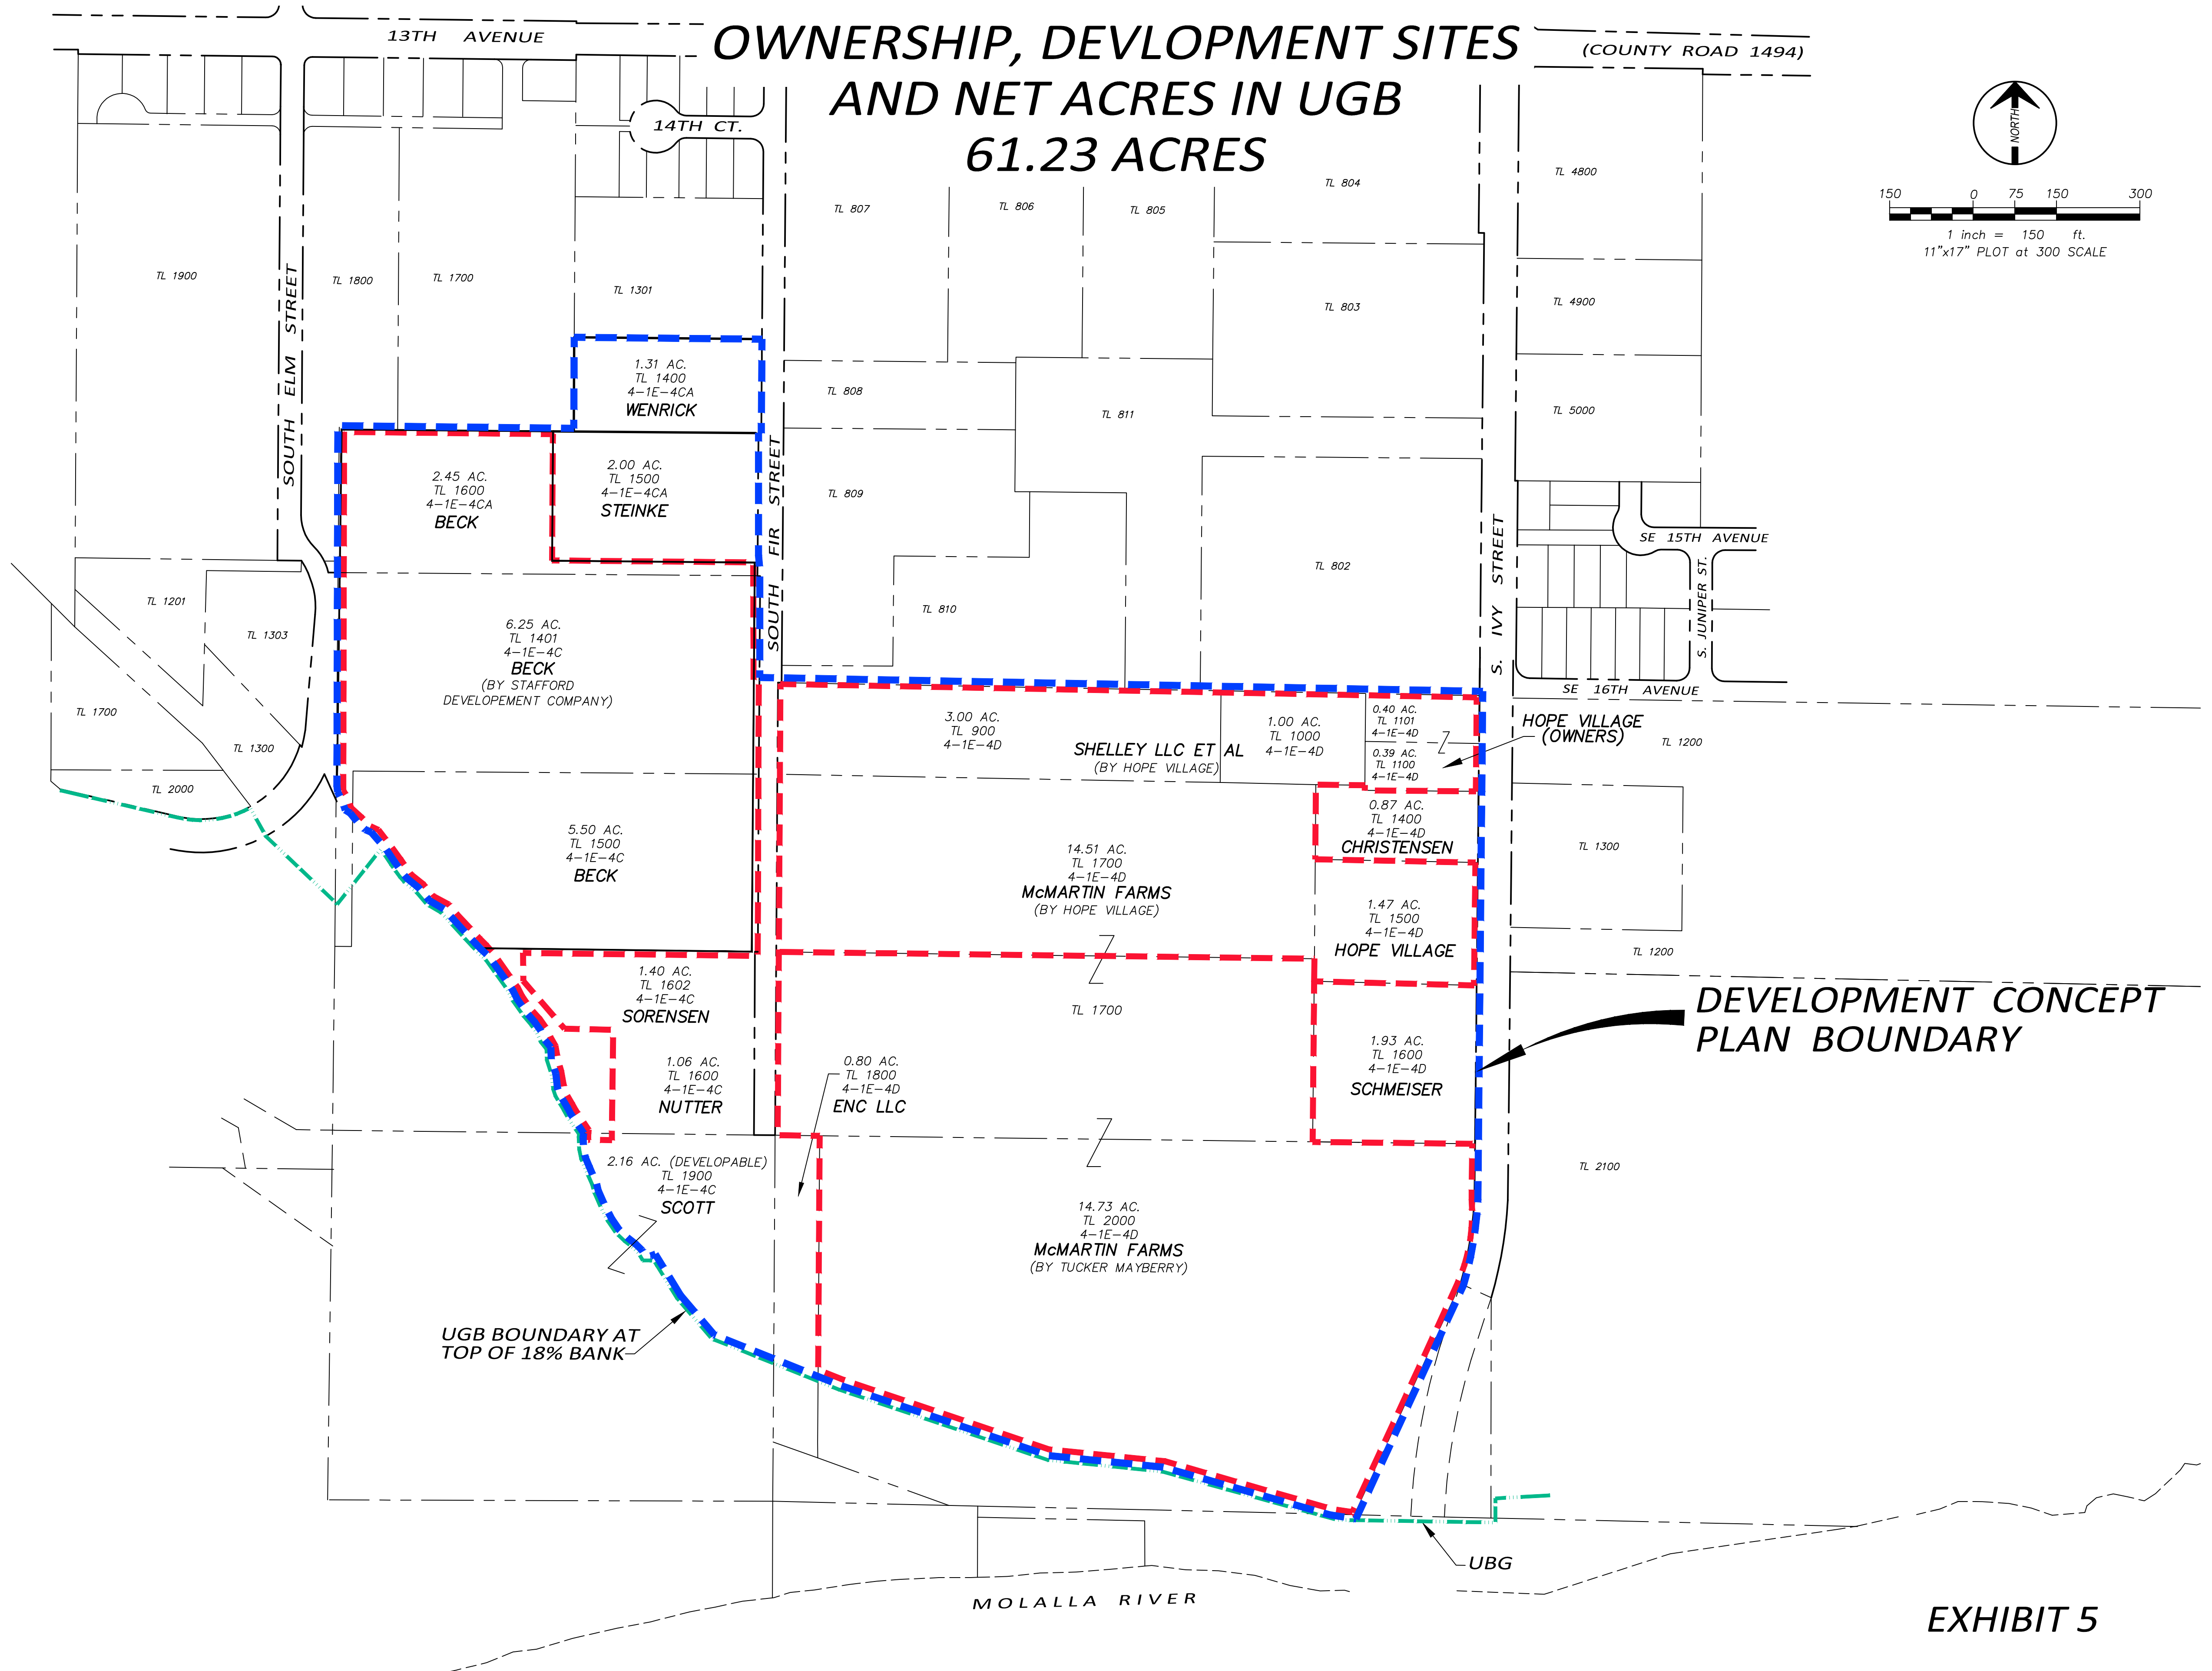 OWNERSHIP, DEVLOPMENT SITES
AND NET ACRES IN UGB
61.23 ACRES
13TH AVENUE
(COUNTY ROAD 1494)
14TH CT.
NORTH
150 0 75 150 300
1 inch = 150 ft.
11"x17" PLOT at 300 SCALE
TL 1900
SOUTH ELM STREET
TL 1800
TL 1700
TL 1301
TL 807
TL 806
TL 805
TL 804
TL 803
TL 4800
TL 4900
TL 5000
1.31 AC.
TL 1400
4-1E-4CA
WENRICK
TL 808
TL 811
TL 809
TL 810
TL 802
SOUTH FIR STREET
S. IVY STREET
SE 15TH AVENUE
S. JUNIPER ST.
SE 16TH AVENUE
2.45 AC.
TL 1600
4-1E-4CA
BECK
2.00 AC.
TL 1500
4-1E-4CA
STEINKE
TL 1201
TL 1303
TL 1700
TL 1300
TL 2000
6.25 AC.
TL 1401
4-1E-4C
BECK
(BY STAFFORD
DEVELOPEMENT COMPANY)
3.00 AC.
TL 900
4-1E-4D
SHELLEY LLC ET AL
(BY HOPE VILLAGE)
1.00 AC.
TL 1000
4-1E-4D
0.40 AC.
TL 1101
4-1E-4D
0.39 AC.
TL 1100
4-1E-4D
HOPE VILLAGE
(OWNERS)
TL 1200
5.50 AC.
TL 1500
4-1E-4C
BECK
14.51 AC.
TL 1700
4-1E-4D
McMARTIN FARMS
(BY HOPE VILLAGE)
0.87 AC.
TL 1400
4-1E-4D
CHRISTENSEN
TL 1300
1.47 AC.
TL 1500
4-1E-4D
HOPE VILLAGE
TL 1200
1.40 AC.
TL 1602
4-1E-4C
SORENSEN
TL 1700
DEVELOPMENT CONCEPT
PLAN BOUNDARY
1.06 AC.
TL 1600
4-1E-4C
NUTTER
0.80 AC.
TL 1800
4-1E-4D
ENC LLC
1.93 AC.
TL 1600
4-1E-4D
SCHMEISER
2.16 AC. (DEVELOPABLE)
TL 1900
4-1E-4C
SCOTT
14.73 AC.
TL 2000
4-1E-4D
McMARTIN FARMS
(BY TUCKER MAYBERRY)
TL 2100
UGB BOUNDARY AT
TOP OF 18% BANK
UBG
MOLALLA RIVER
EXHIBIT 5